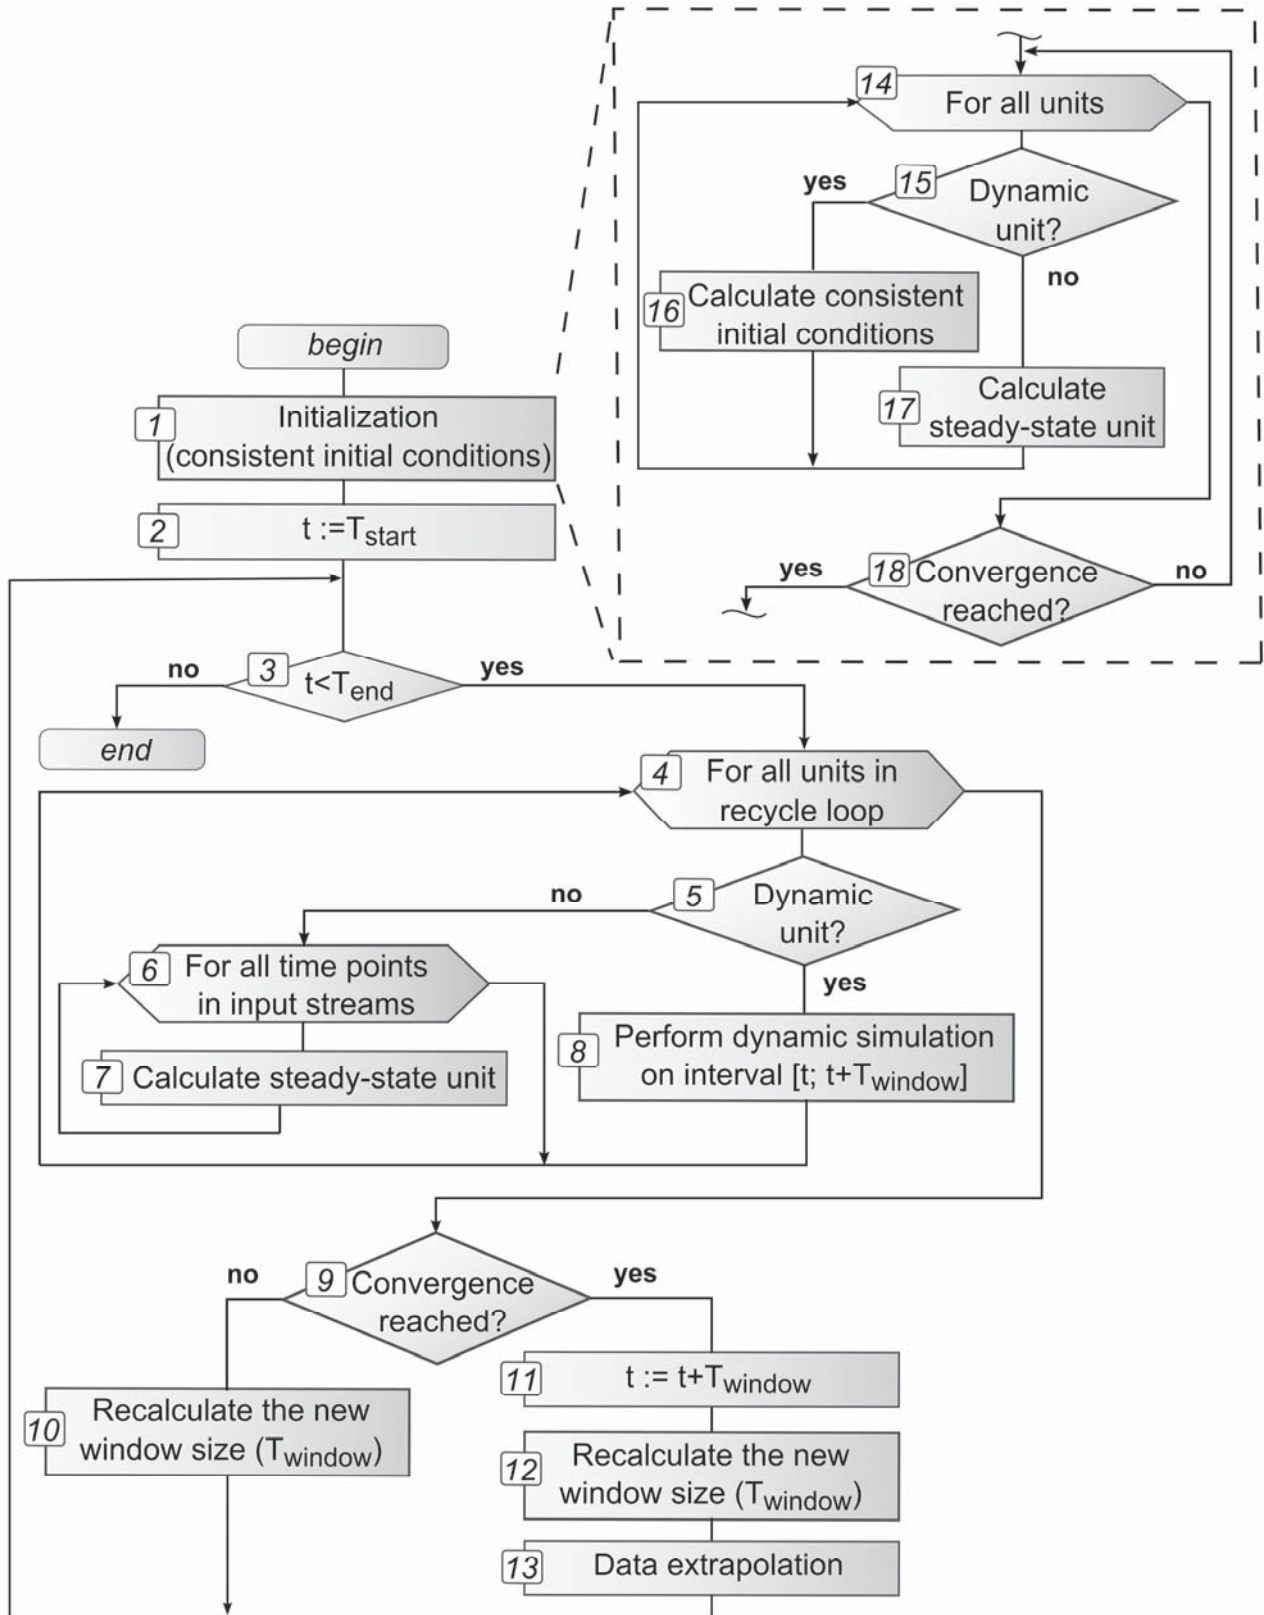 14
For all units
15
Dynamic
unit?
yes
no
16
Calculate consistent
initial conditions
17
Calculate
steady-state unit
18
Convergence
reached?
yes
no
begin
1
Initialization
(consistent initial conditions)
2
t :=Tstart
3
t<Tend
no
yes
end
4
For all units in
recycle loop
5
Dynamic
unit?
no
yes
6
For all time points
in input streams
7
Calculate steady-state unit
8
Perform dynamic simulation
on interval [t; t+Twindow]
9
Convergence
reached?
no
yes
10
Recalculate the new
window size (Twindow)
11
t := t+Twindow
12
Recalculate the new
window size (Twindow)
13
Data extrapolation